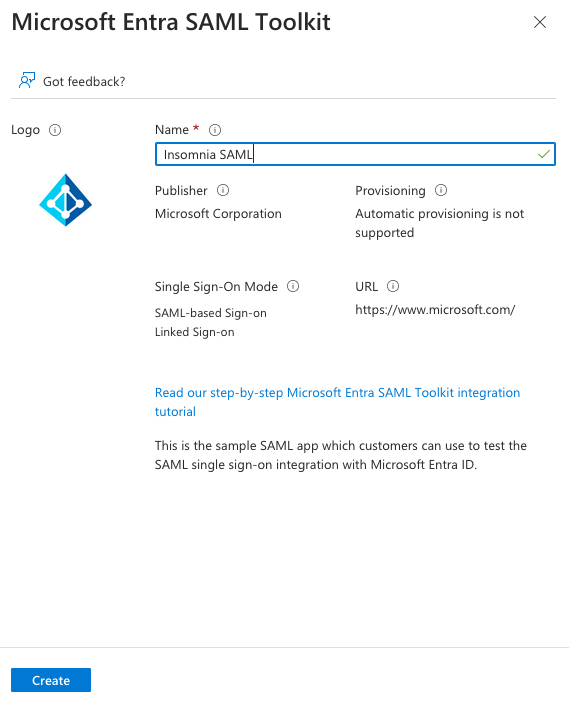 Microsoft Entra SAML Toolkit
Got feedback?
Logo
Name *
Insomnia SAML
Publisher
Provisioning
Microsoft Corporation
Automatic provisioning is not
supported
Single Sign-On Mode
URL
SAML-based Sign-on
https://www.microsoft.com/
Linked Sign-on
Read our step-by-step Microsoft Entra SAML Toolkit integration
tutorial
This is the sample SAML app which customers can use to test the
SAML single sign-on integration with Microsoft Entra ID.
Create